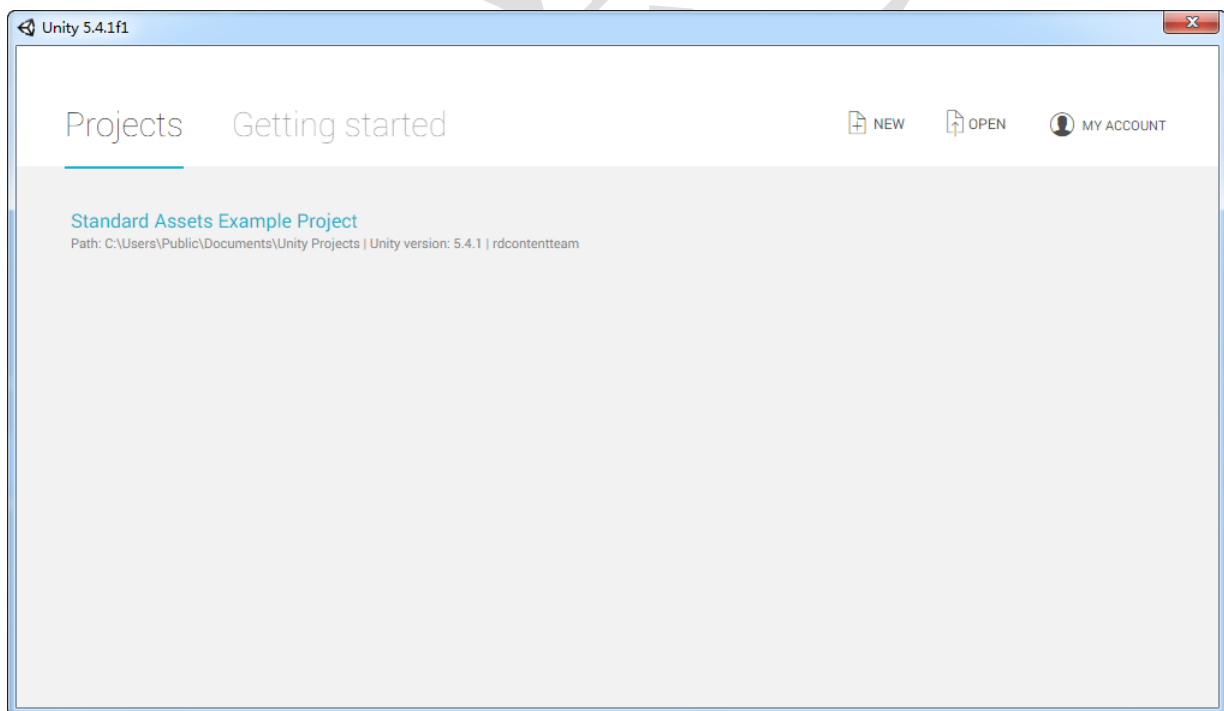 Unity 5.4.1f1
Projects Getting started NEW OPEN MY ACCOUNT
Standard Assets Example Project
Path: C:\Users\Public\Documents\Unity Projects | Unity version: 5.4.1 | rdcontentteam